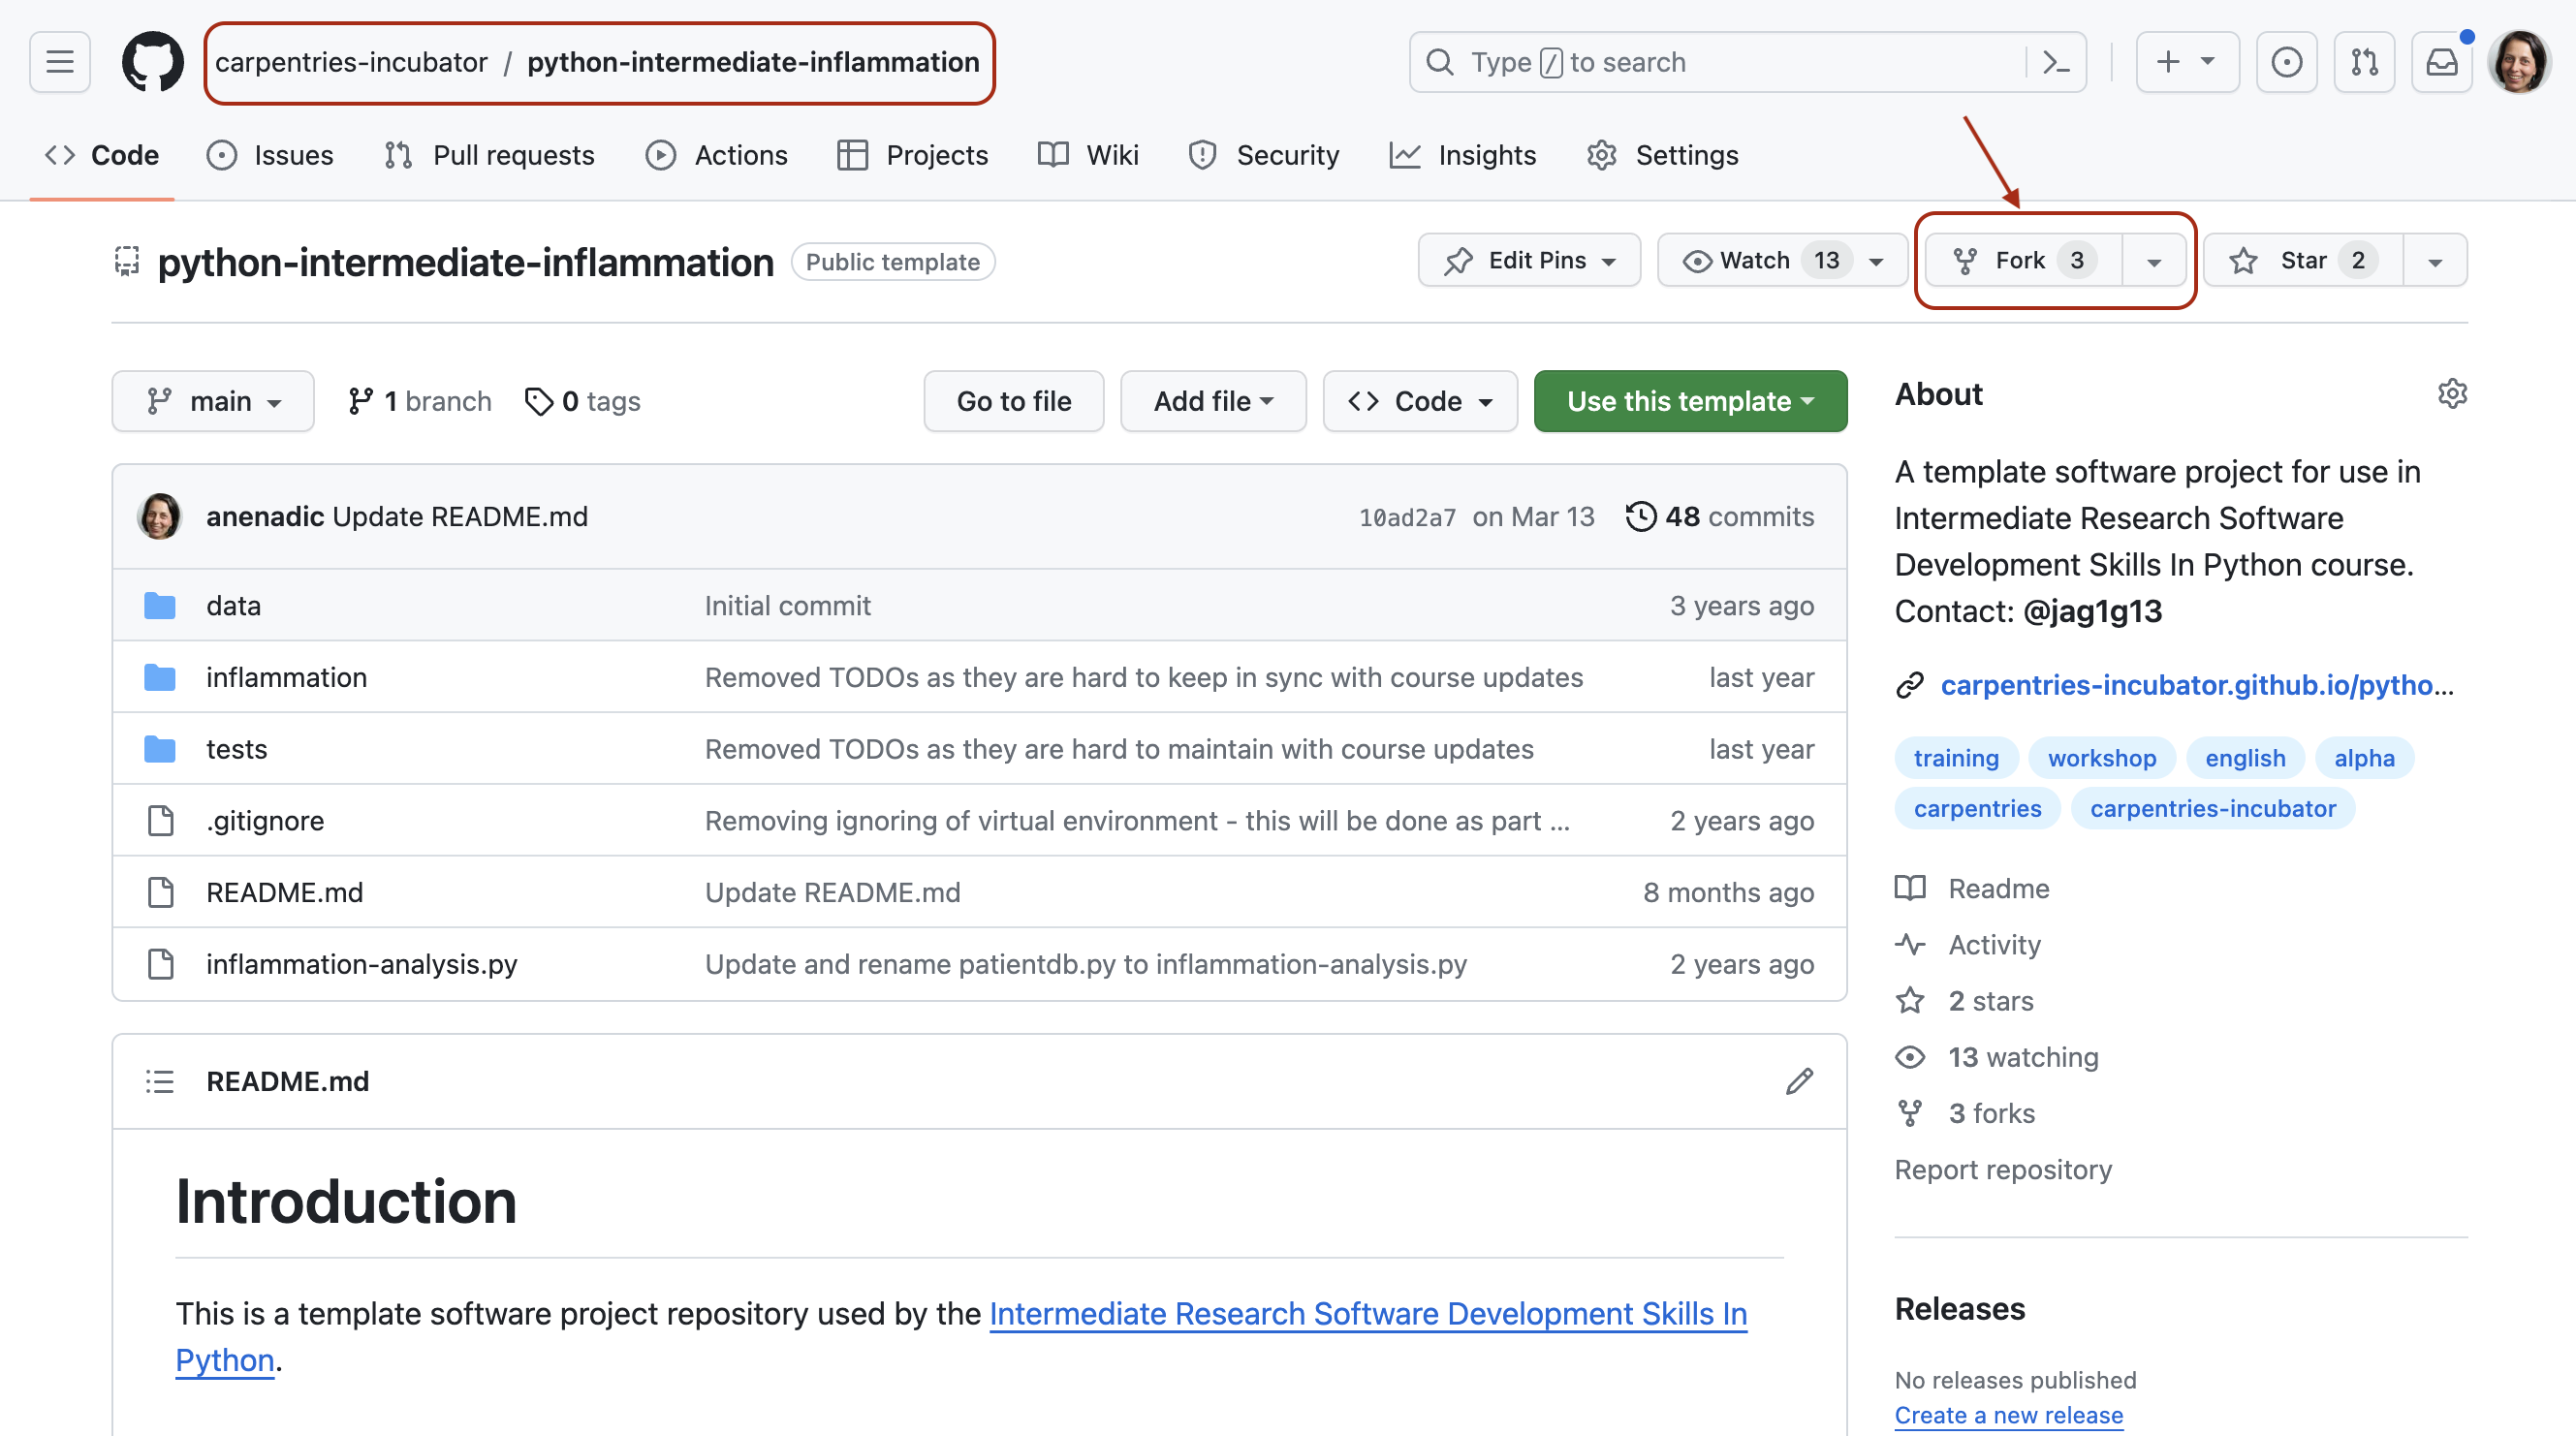 carpentries-incubator / python-intermediate-inflammation
Type / to search
Code Issues Pull requests Actions Projects Wiki Security Insights Settings
python-intermediate-inflammation Public template Edit Pins Watch 13 Fork 3 Star 2
main 1 branch 0 tags Go to file Add file Code Use this template
anenadic Update README.md 10ad2a7 on Mar 13 48 commits
data Initial commit 3 years ago
inflammation Removed TODOs as they are hard to keep in sync with course updates last year
tests Removed TODOs as they are hard to maintain with course updates last year
.gitignore Removing ignoring of virtual environment - this will be done as part ... 2 years ago
README.md Update README.md 8 months ago
inflammation-analysis.py Update and rename patientdb.py to inflammation-analysis.py 2 years ago
README.md
Introduction
This is a template software project repository used by the Intermediate Research Software Development Skills In
Python.
About
A template software project for use in
Intermediate Research Software
Development Skills In Python course.
Contact: @jag1g13
carpentries-incubator.github.io/pytho...
training workshop english alpha
carpentries carpentries-incubator
Readme
Activity
2 stars
13 watching
3 forks
Report repository
Releases
No releases published
Create a new release